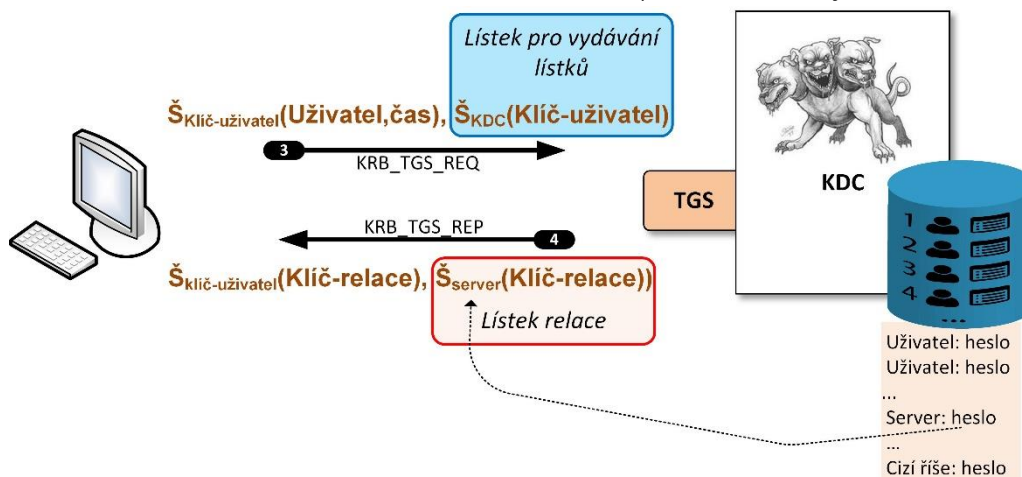 Lístek pro vydávání
lístků
ŠKlíč-uživatel(Uživatel,čas), ŠKDC(Klíč-uživatel)
3
KRB_TGS_REQ
TGS
KDC
KRB_TGS_REP
4
Šklíč-uživatel(Klíč-relace), Šserver(Klíč-relace))
Lístek relace
1
2
3
4
...
Uživatel: heslo
Uživatel: heslo
...
Server: heslo
...
Cizí říše: heslo